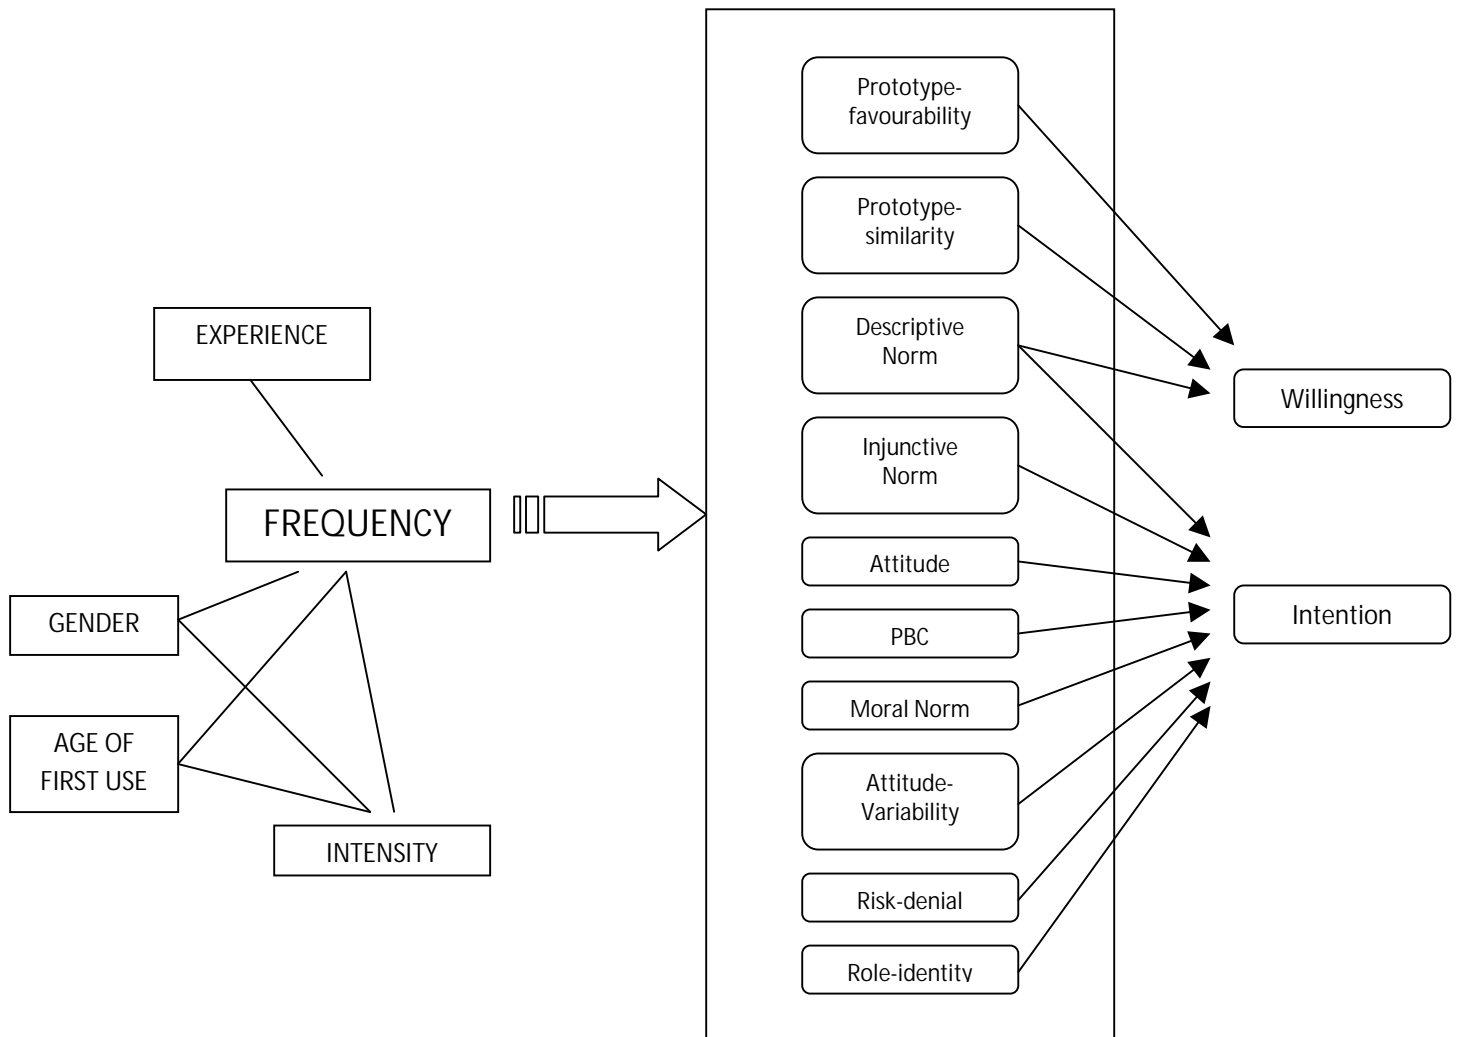 EXPERIENCE
FREQUENCY
GENDER
AGE OF
FIRST USE
INTENSITY
Prototype-
favourability
Prototype-
similarity
Descriptive
Norm
Injunctive
Norm
Attitude
PBC
Moral Norm
Attitude-
Variability
Risk-denial
Role-identity
Willingness
Intention